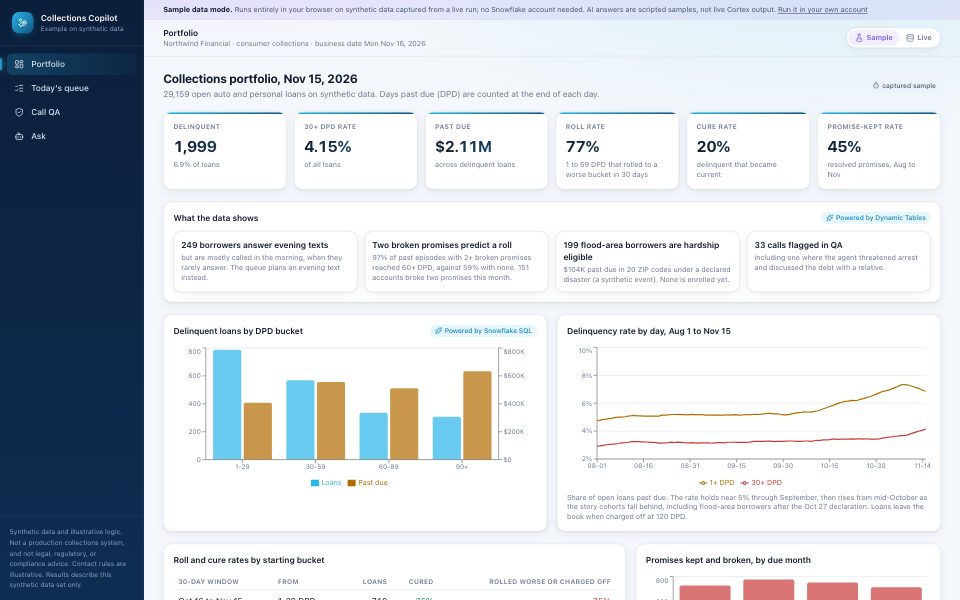 Collections Copilot
Example on synthetic data
Portfolio
Today's queue
Call QA
Ask
Synthetic data and illustrative logic.
Not a production collections system,
and not legal, regulatory, or
compliance advice. Contact rules are
illustrative. Results describe this
synthetic data set only.
Sample data mode. Runs entirely in your browser on synthetic data captured from a live run; no Snowflake account needed. AI answers are scripted samples, not live Cortex output. Run it in your own account
Portfolio
Northwind Financial · consumer collections · business date Mon Nov 16, 2026
Sample
Live
Collections portfolio, Nov 15, 2026
29,159 open auto and personal loans on synthetic data. Days past due (DPD) are counted at the end of each day.
captured sample
DELINQUENT
1,999
6.9% of loans
30+ DPD RATE
4.15%
of all loans
PAST DUE
$2.11M
across delinquent loans
ROLL RATE
77%
1 to 59 DPD that rolled to a
worse bucket in 30 days
CURE RATE
20%
delinquent that became
current
PROMISE-KEPT RATE
45%
resolved promises, Aug to
Nov
What the data shows
Powered by Dynamic Tables
249 borrowers answer evening texts
but are mostly called in the morning, when they
rarely answer. The queue plans an evening text
instead.
Two broken promises predict a roll
97% of past episodes with 2+ broken promises
reached 60+ DPD, against 59% with none. 151
accounts broke two promises this month.
199 flood-area borrowers are hardship
eligible
$104K past due in 20 ZIP codes under a declared
disaster (a synthetic event). None is enrolled yet.
33 calls flagged in QA
including one where the agent threatened arrest
and discussed the debt with a relative.
Delinquent loans by DPD bucket
Powered by Snowflake SQL
800
600
400
200
0
$800K
$600K
$400K
$200K
$0
1-29
30-59
60-89
90+
Loans
Past due
Delinquency rate by day, Aug 1 to Nov 15
10%
8%
6%
4%
2%
08-01
08-16
08-31
09-15
09-30
10-15
10-30
11-14
1+ DPD
30+ DPD
Share of open loans past due. The rate holds near 5% through September, then rises from mid-October as
the story cohorts fall behind, including flood-area borrowers after the Oct 27 declaration. Loans leave the
book when charged off at 120 DPD.
Roll and cure rates by starting bucket
30-DAY WINDOW
FROM
LOANS
CURED
ROLLED WORSE OR CHARGED OFF
Promises kept and broken, by due month
800